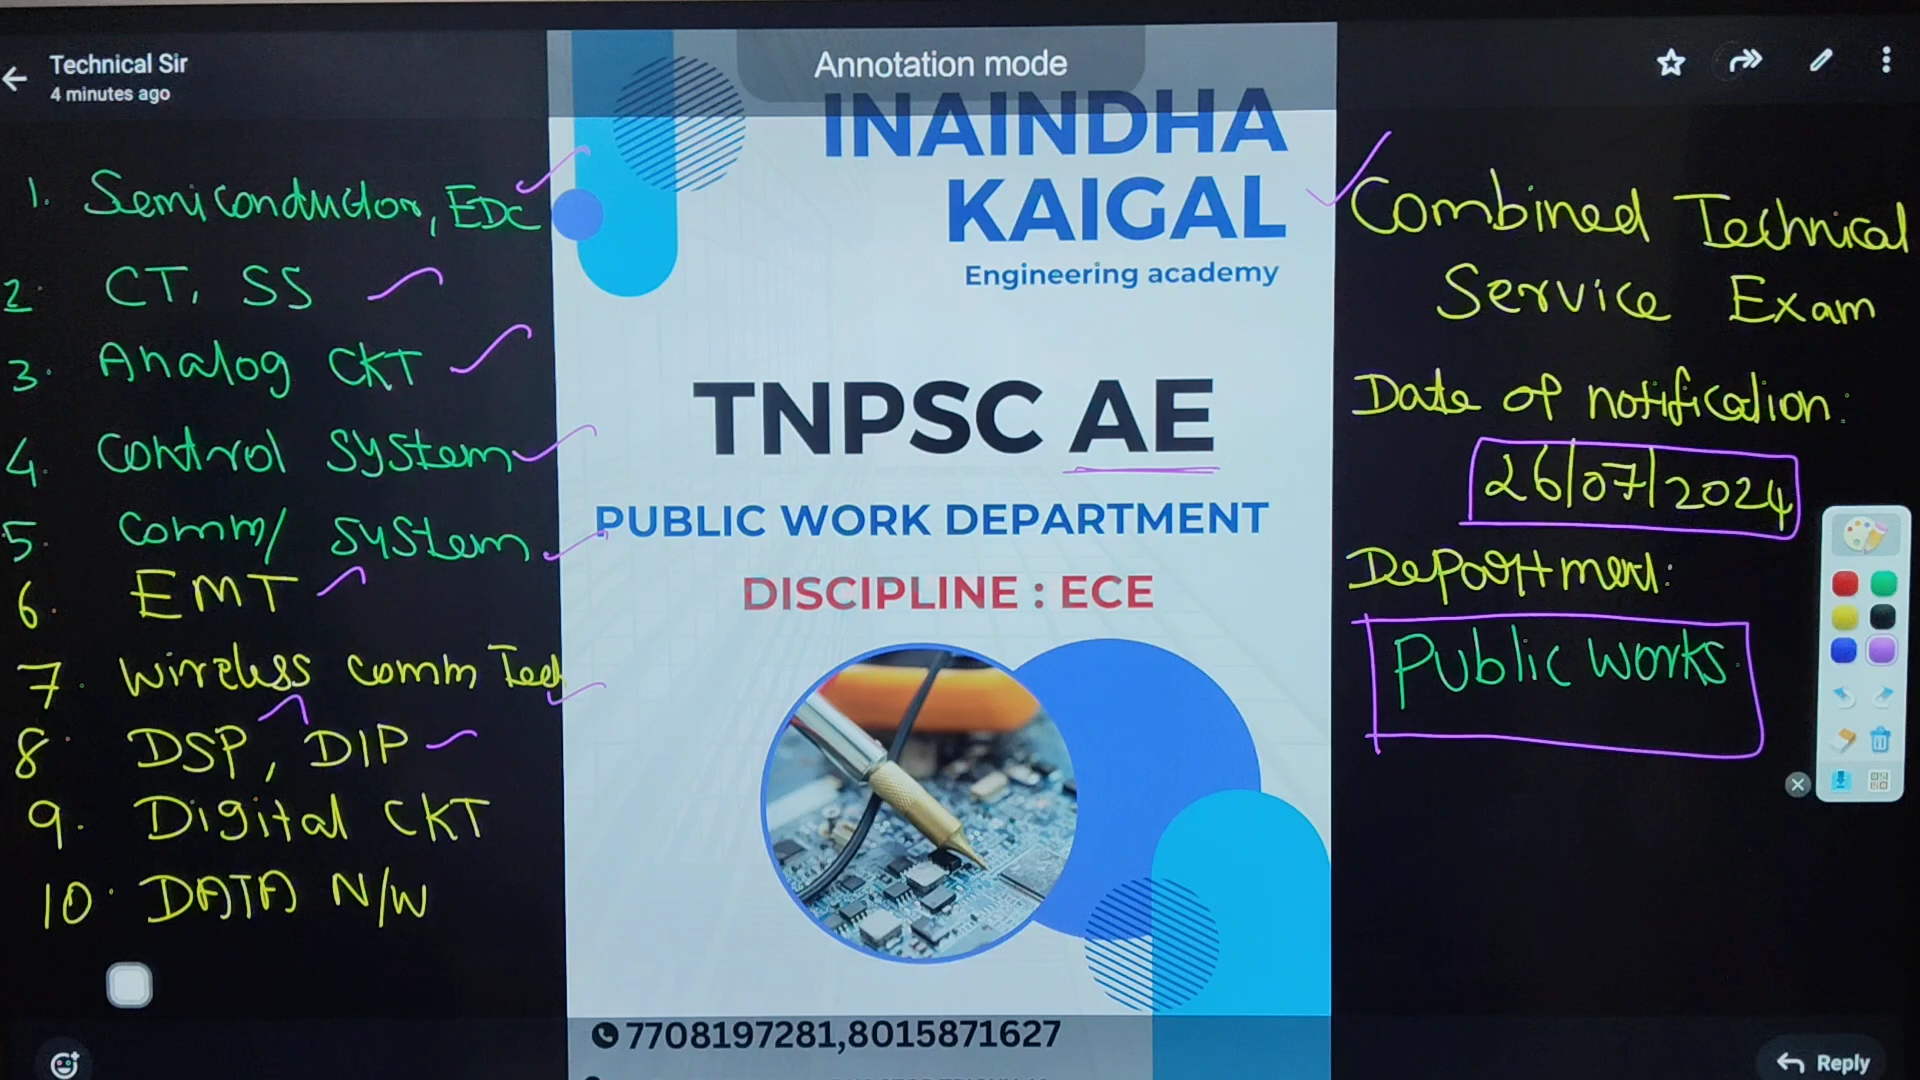 Technical Sir
4 minutes ago
Annotation mode
1. Semiconductor, EDC
2. CT, SS
3. Analog CKT
4. Control system
5. Comm/ system
6. EMT
7. Wireless comm Tech
8. DSP, DIP
9. Digital CKT
10. DATA N/W
INAINDHA
KAIGAL
Engineering academy
TNPSC AE
PUBLIC WORK DEPARTMENT
DISCIPLINE : ECE
7708197281,8015871627
Combined Technical
Service Exam
Date of notification:
26/07/2024
Department:
Public works
Reply